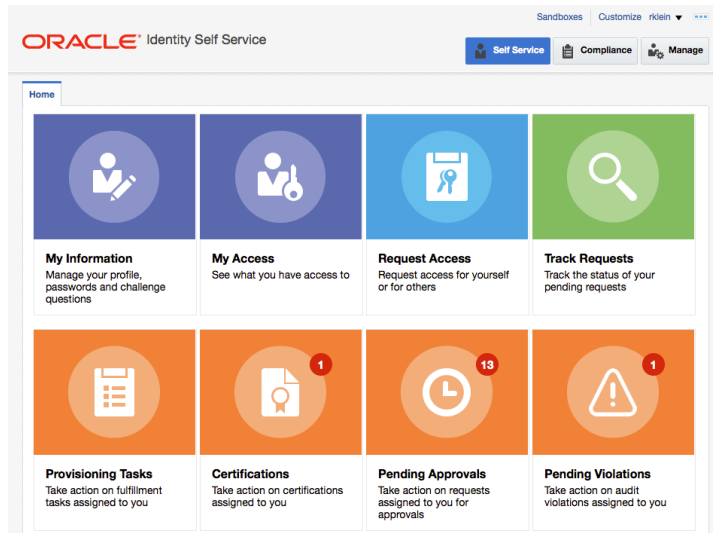 Sandboxes Customize rklein
ORACLE Identity Self Service
Self Service Compliance Manage
Home
My Information
Manage your profile,
passwords and challenge
questions
My Access
See what you have access to
Request Access
Request access for yourself
or for others
Track Requests
Track the status of your
pending requests
Provisioning Tasks
Take action on fulfillment
tasks assigned to you
1
Certifications
Take action on certifications
assigned to you
13
Pending Approvals
Take action on requests
assigned to you for
approvals
1
Pending Violations
Take action on audit
violations assigned to you